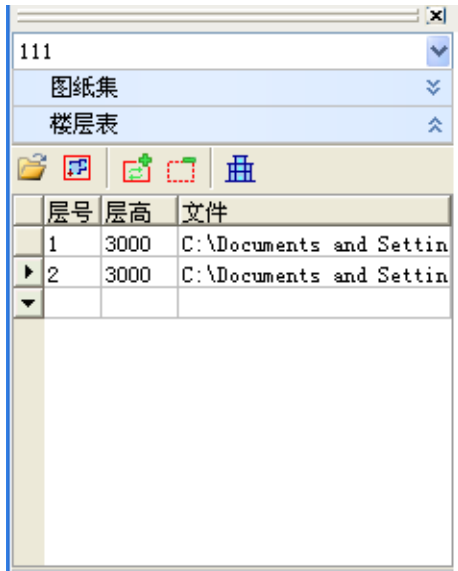 111
图纸集
楼层表
层号 层高 文件
1 3000 C:\Documents and Settin
2 3000 C:\Documents and Settin